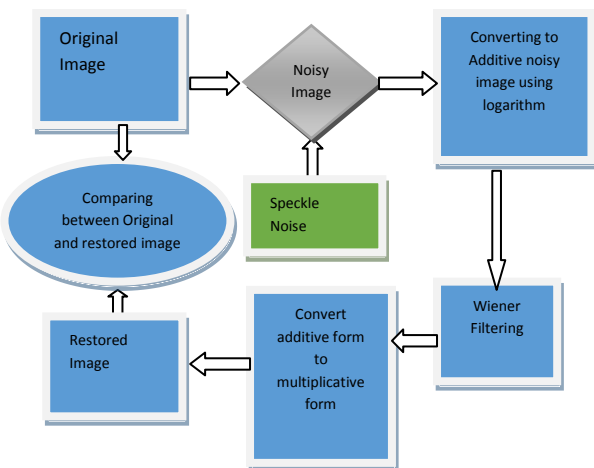 Original
Image
Noisy
Image
Converting to
Additive noisy
image using
logarithm
Comparing
between Original
and restored image
Speckle
Noise
Wiener
Filtering
Convert
additive form
to
multiplicative
form
Restored
Image